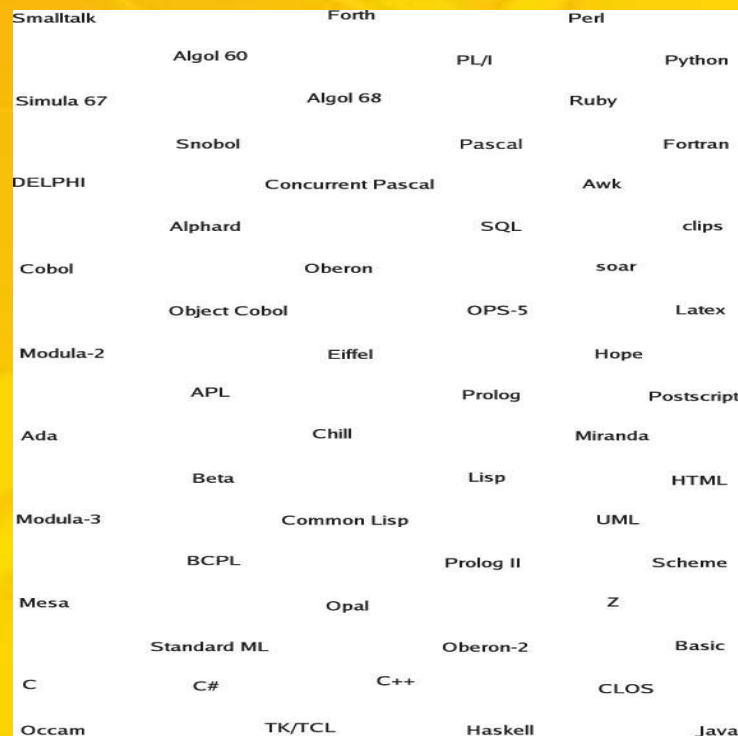 Smalltalk Forth Perl
Algol 60 PL/I Python
Simula 67 Algol 68 Ruby
Snobol Pascal Fortran
DELPHI Concurrent Pascal Awk
Alphard SQL clips
Cobol Oberon soar
Object Cobol OPS-5 Latex
Modula-2 Eiffel Hope
APL Prolog Postscript
Ada Chill Miranda
Beta Lisp HTML
Modula-3 Common Lisp UML
BCPL Prolog II Scheme
Mesa Opal Z
Standard ML Oberon-2 Basic
C C# C++ CLOS
Occam TK/TCL Haskell Java